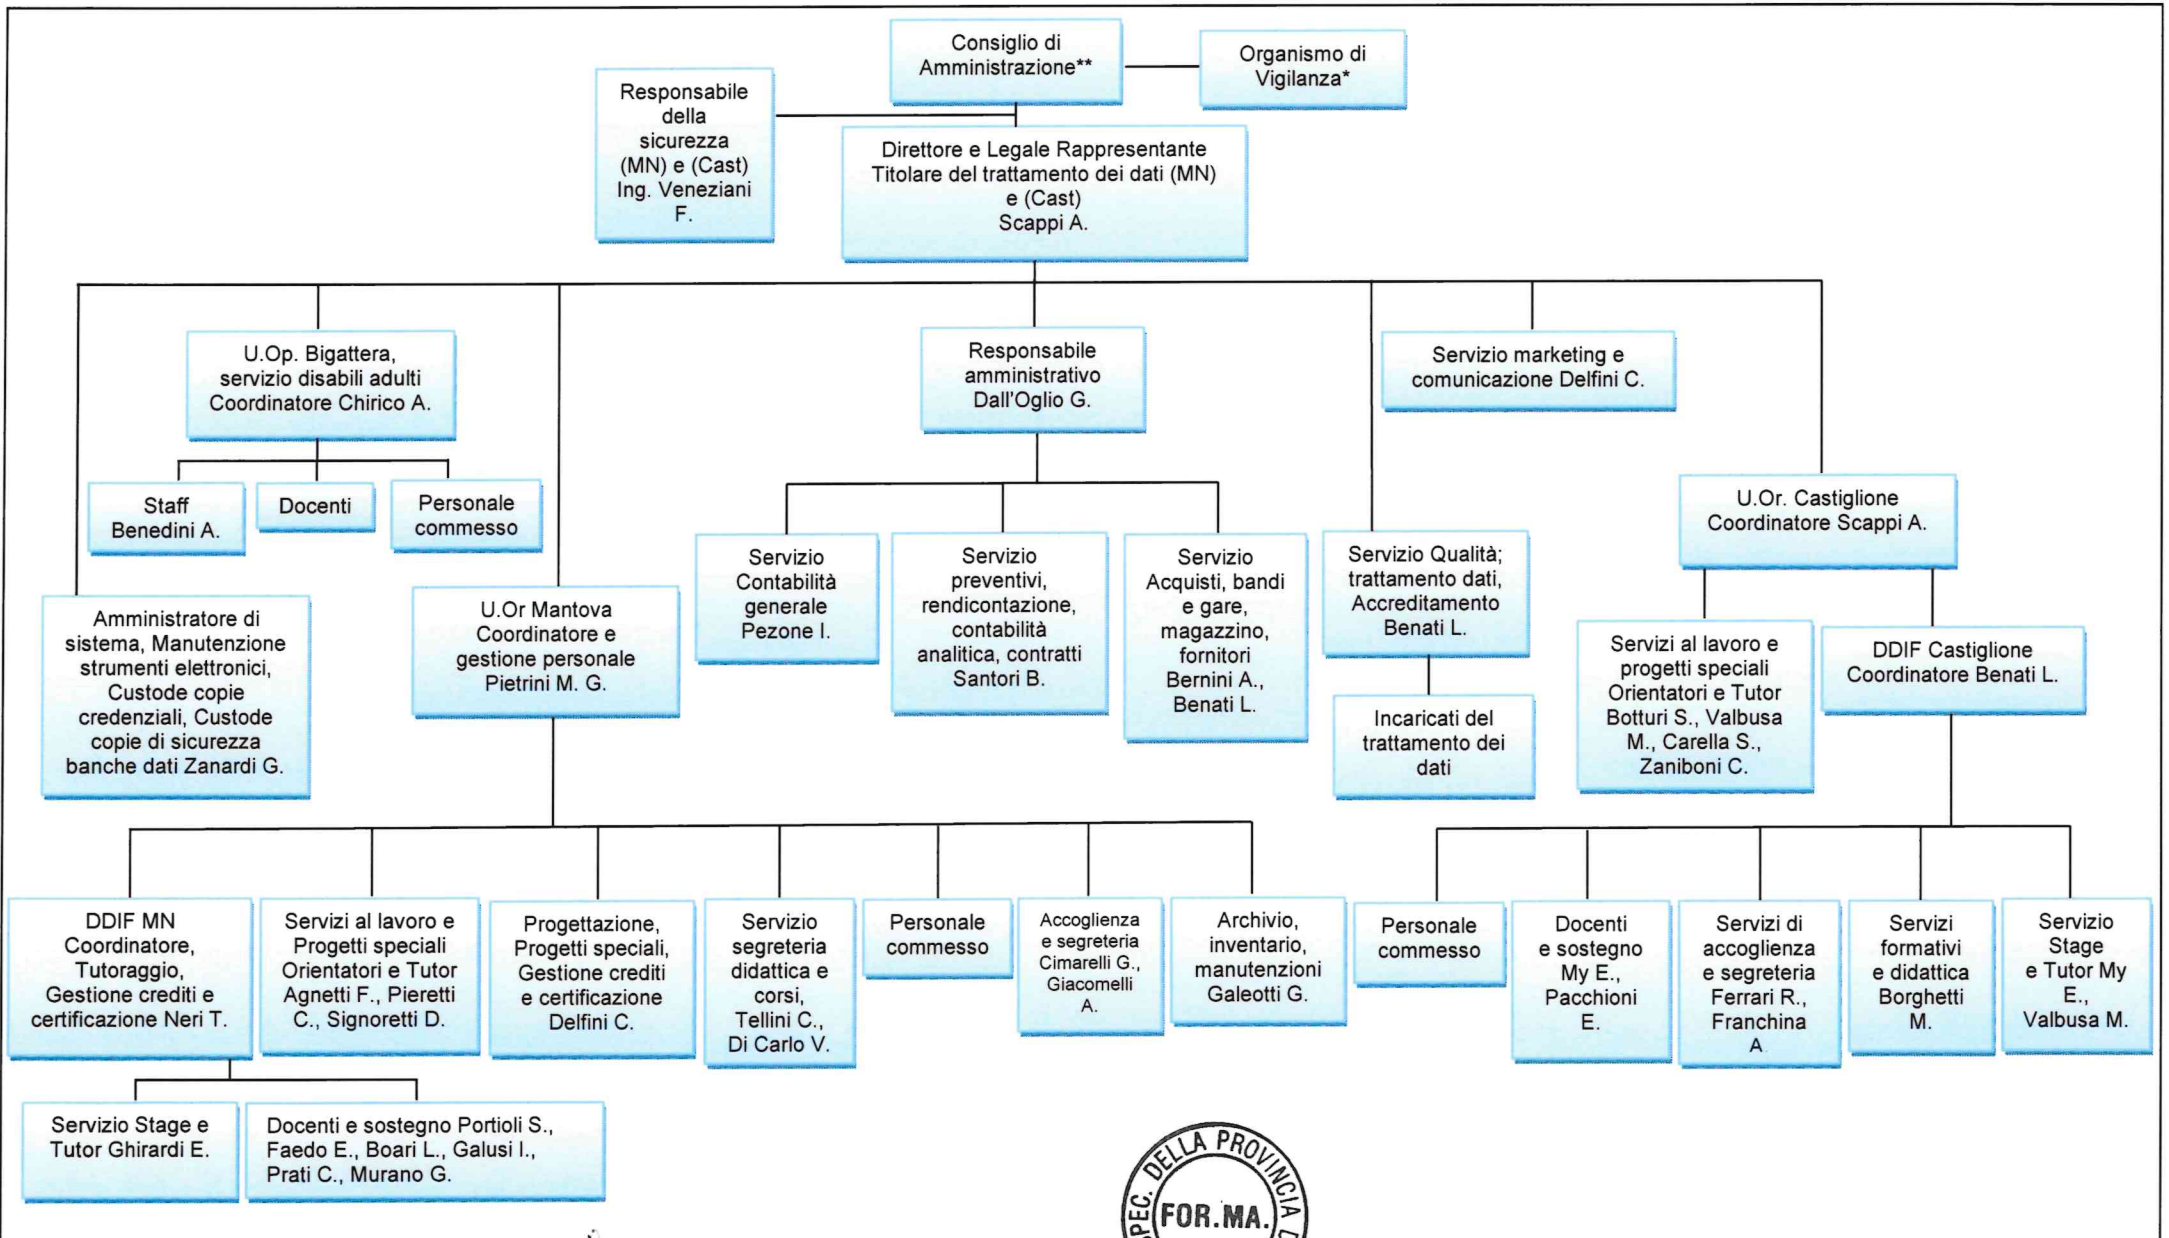 Consiglio di
Amministrazione**
Organismo di
Vigilanza*
Responsabile
della
sicurezza
(MN) e (Cast)
Ing. Veneziani
F.
Direttore e Legale Rappresentante
Titolare del trattamento dei dati (MN)
e (Cast)
Scappi A.
U.Op. Bigattera,
servizio disabili adulti
Coordinatore Chirico A.
Responsabile
amministrativo
Dall'Oglio G.
Servizio marketing e
comunicazione Delfini C.
Staff
Benedini A.
Docenti
Personale
commesso
U.Or. Castiglione
Coordinatore Scappi A.
Amministratore di
sistema, Manutenzione
strumenti elettronici,
Custode copie
credenziali, Custode
copie di sicurezza
banche dati Zanardi G.
U.Or Mantova
Coordinatore e
gestione personale
Pietrini M. G.
Servizio
Contabilità
generale
Pezone I.
Servizio
preventivi,
rendicontazione,
contabilità
analitica, contratti
Santori B.
Servizio
Acquisti, bandi
e gare,
magazzino,
fornitori
Bernini A.,
Benati L.
Servizio Qualità;
trattamento dati,
Accreditamento
Benati L.
Incaricati del
trattamento dei
dati
Servizi al lavoro e
progetti speciali
Orientatori e Tutor
Botturi S., Valbusa
M., Carella S.,
Zaniboni C.
DDIF Castiglione
Coordinatore Benati L.
DDIF MN
Coordinatore,
Tutoraggio,
Gestione crediti e
certificazione Neri T.
Servizi al lavoro e
Progetti speciali
Orientatori e Tutor
Agnetti F., Pieretti
C., Signoretti D.
Progettazione,
Progetti speciali,
Gestione crediti
e certificazione
Delfini C.
Servizio
segreteria
didattica e
corsi,
Tellini C.,
Di Carlo V.
Personale
commesso
Accoglienza
e segreteria
Cimarelli G.,
Giacomelli
A.
Archivio,
inventario,
manutenzioni
Galeotti G.
Personale
commesso
Docenti
e sostegno
My E.,
Pacchioni
E.
Servizi di
accoglienza
e segreteria
Ferrari R.,
Franchina
A.
Servizi
formativi
e didattica
Borghetti
M.
Servizio
Stage
e Tutor My
E.,
Valbusa M.
Servizio Stage e
Tutor Ghirardi E.
Docenti e sostegno Portioli S.,
Faedo E., Boari L., Galusi I.,
Prati C., Murano G.
SPEC. DELLA PROVINCIA
FOR.MA.